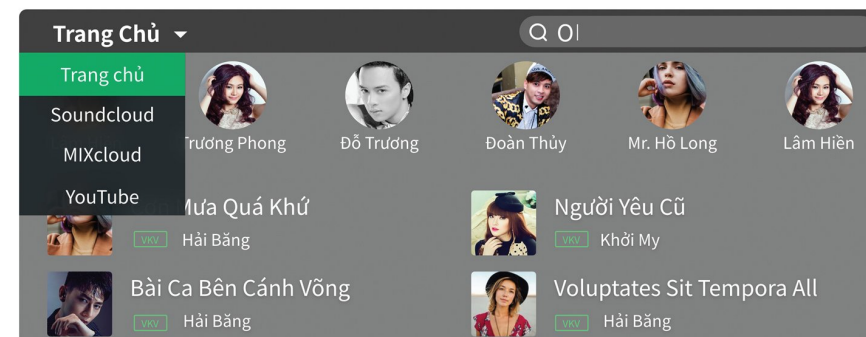 Trang Chủ
Ol
Trang chủ
Soundcloud
MIXcloud
YouTube
Trương Phong
Đỗ Trương
Đoàn Thủy
Mr. Hồ Long
Lâm Hiền
Mưa Quá Khứ
VKV Hải Băng
Người Yêu Cũ
VKV Khởi My
Bài Ca Bên Cánh Võng
VKV Hải Băng
Voluptates Sit Tempora All
VKV Hải Băng